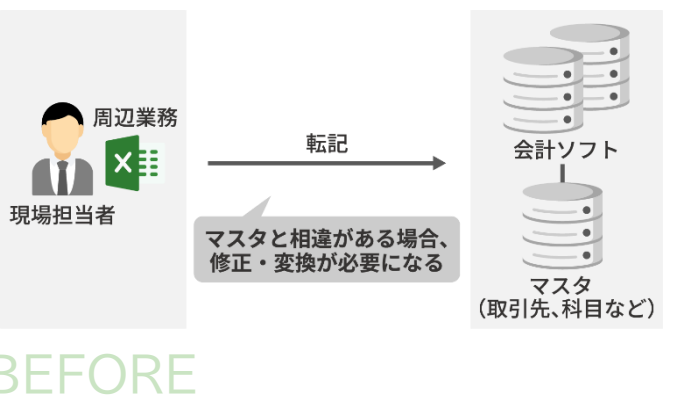 周辺業務
現場担当者
転記
マスタと相違がある場合、
修正・変換が必要になる
会計ソフト
マスタ
（取引先、科目など）
BEFORE